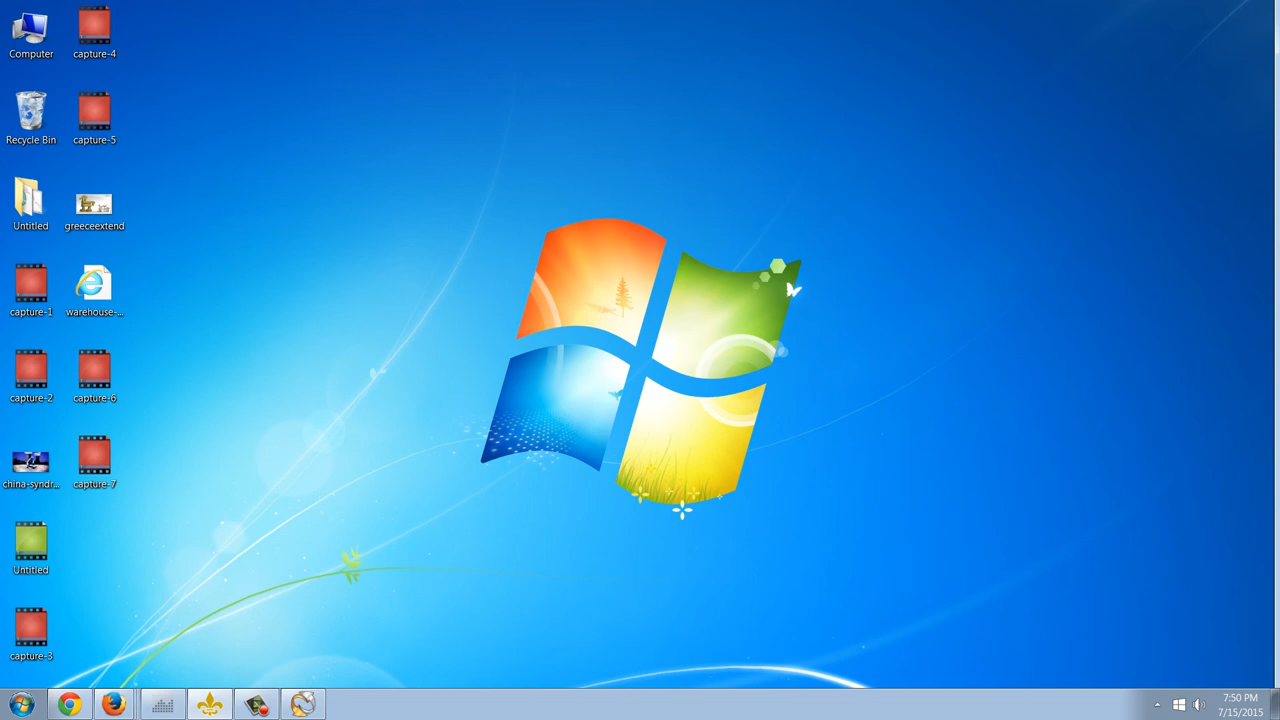 Computer
capture-4
Recycle Bin
capture-5
Untitled
greeceextend
capture-1
warehouse-...
capture-2
capture-6
china-syndr...
capture-7
Untitled
capture-3
7:50 PM
7/15/2015